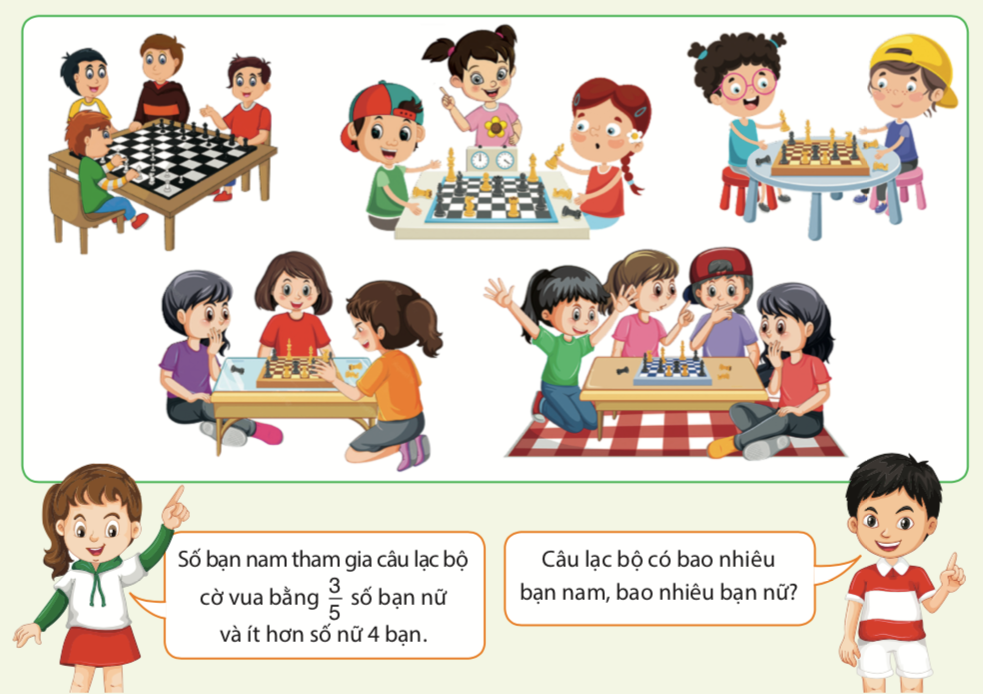 Số bạn nam tham gia câu lạc bộ
cờ vua bằng 3/5 số bạn nữ
và ít hơn số nữ 4 bạn.
Câu lạc bộ có bao nhiêu
bạn nam, bao nhiêu bạn nữ?